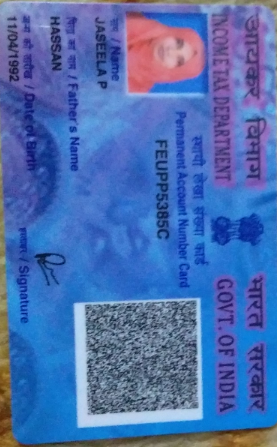 आयकर विभाग
INCOME TAX DEPARTMENT
भारत सरकार
GOVT. OF INDIA
स्थायी लेखा संख्या कार्ड
Permanent Account Number Card
FEUPP5385C
नाम / Name
JASEELA P
पिता का नाम / Father's Name
HASSAN
जन्म की तारीख / Date of Birth
11/04/1992
हस्ताक्षर / Signature